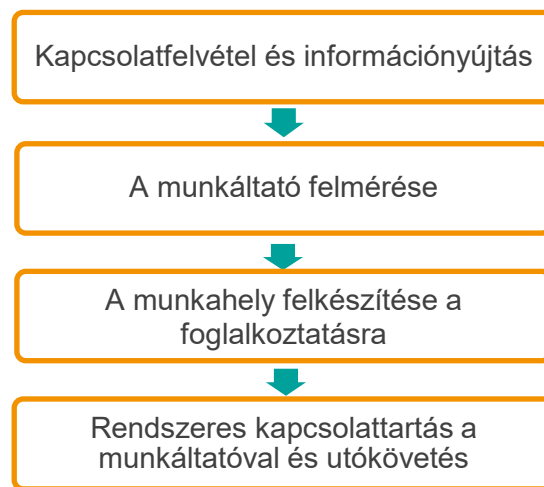 Kapcsolatfelvétel és információnyújtás
A munkáltató felmérése
A munkahely felkészítése a
foglalkoztatásra
Rendszeres kapcsolattartás a
munkáltatóval és utókövetés